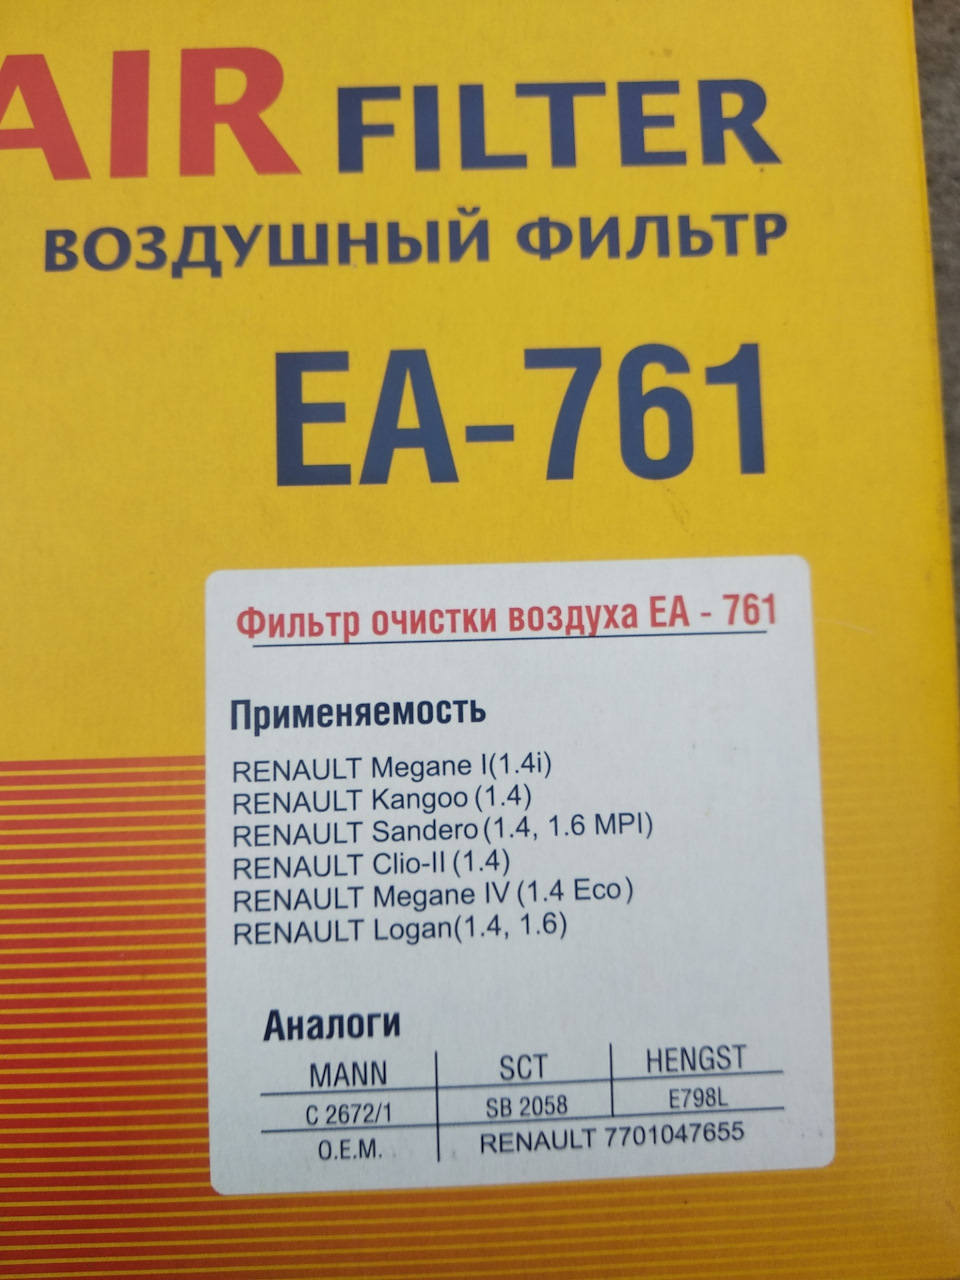 AIR FILTER
ВОЗДУШНЫЙ ФИЛЬТР
EA-761
Фильтр очистки воздуха EA - 761
Применяемость
RENAULT Megane I(1.4i)
RENAULT Kangoo (1.4)
RENAULT Sandero (1.4, 1.6 MPI)
RENAULT Clio-II (1.4)
RENAULT Megane IV (1.4 Eco)
RENAULT Logan(1.4, 1.6)
Аналоги
MANN SCT HENGST
C 2672/1 SB 2058 E798L
O.E.M. RENAULT 7701047655